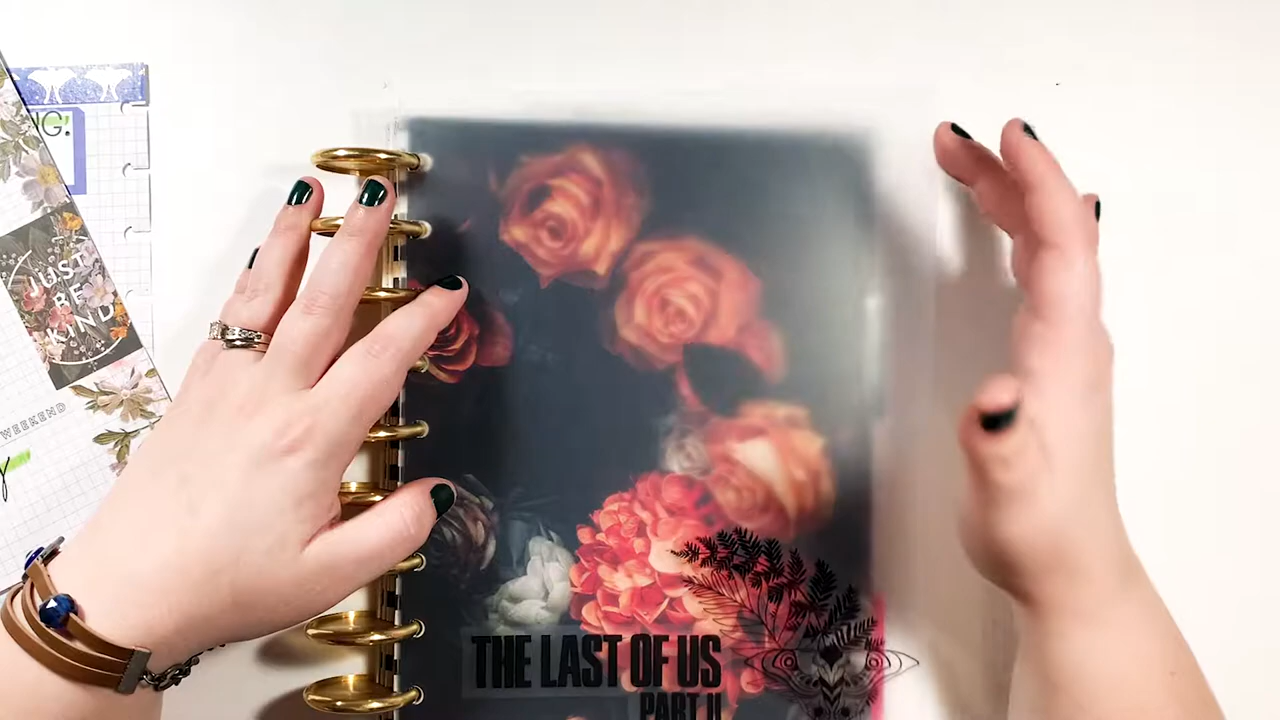 G!
JUST
BE
KIND
WEEKEND
THE LAST OF US
PART II